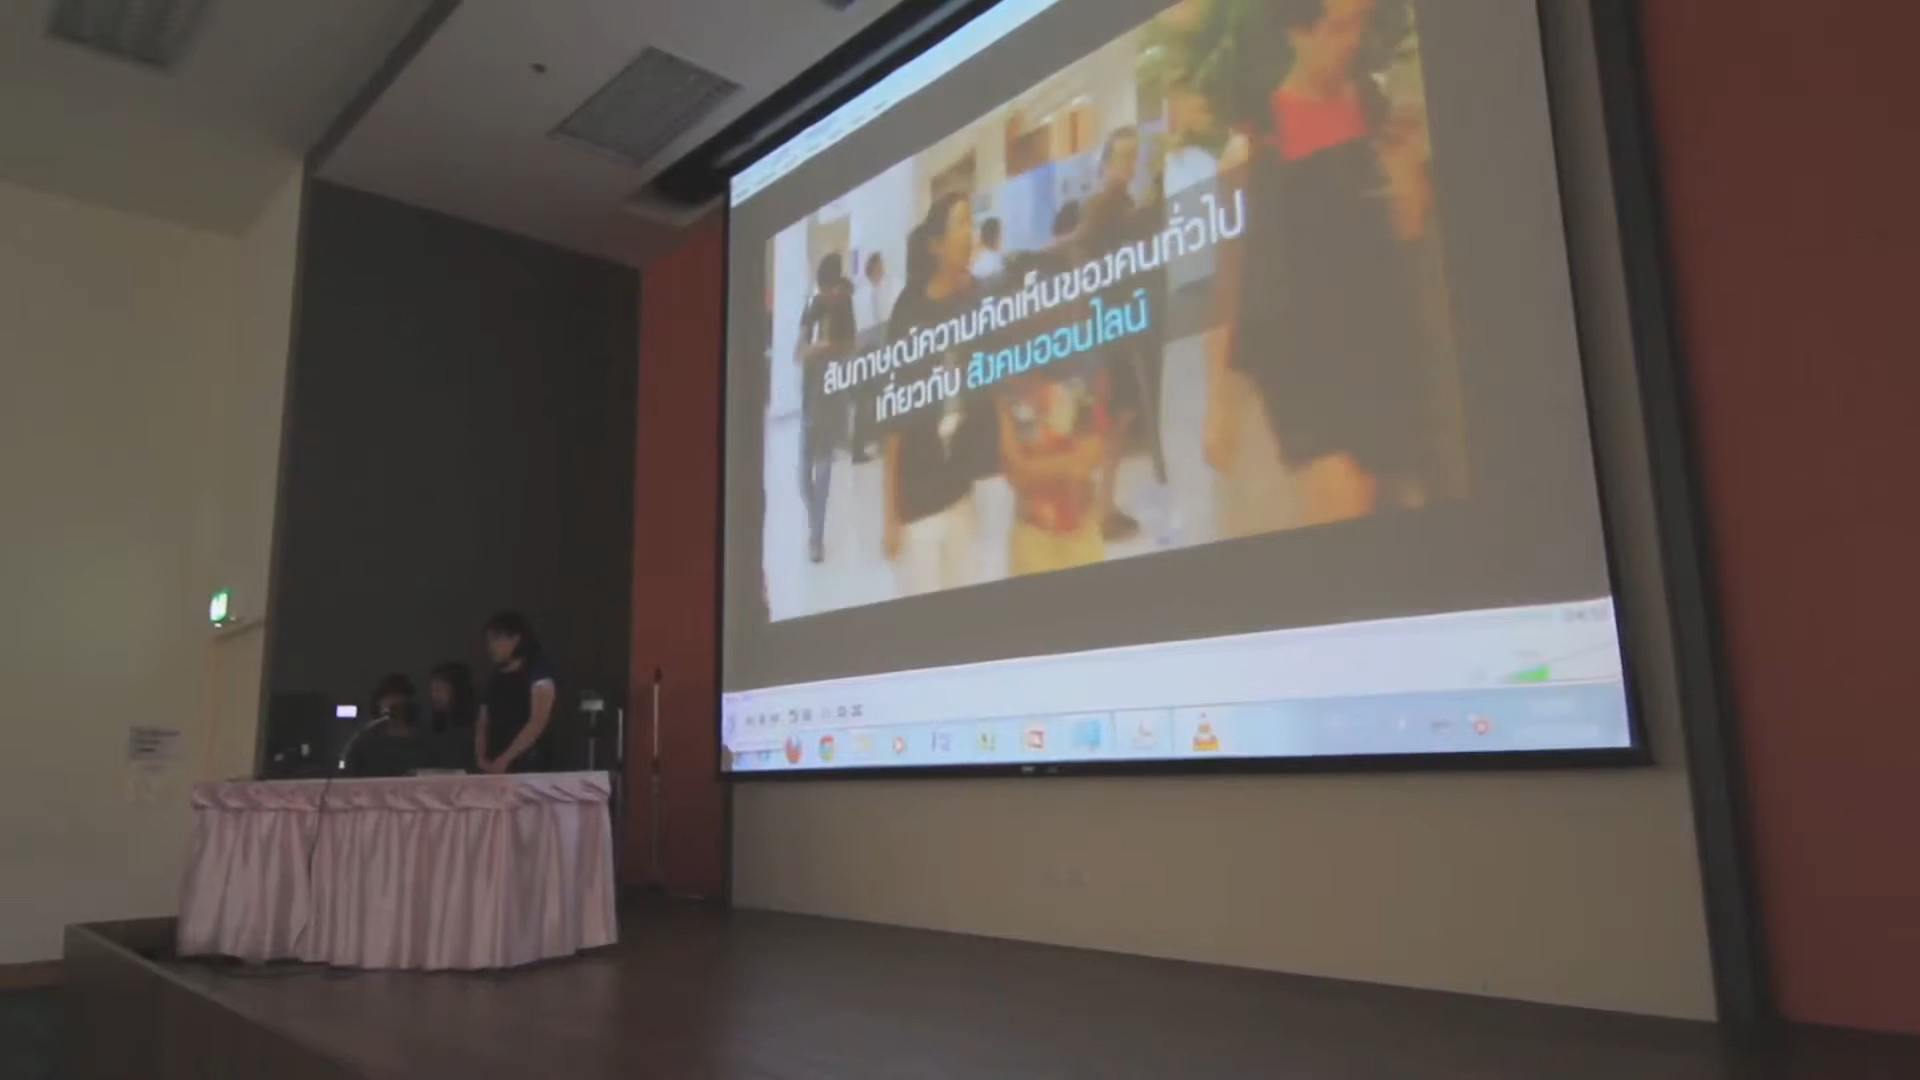 สัมภาษณ์ความคิดเห็นของคนทั่วไป
เกี่ยวกับ สังคมออนไลน์